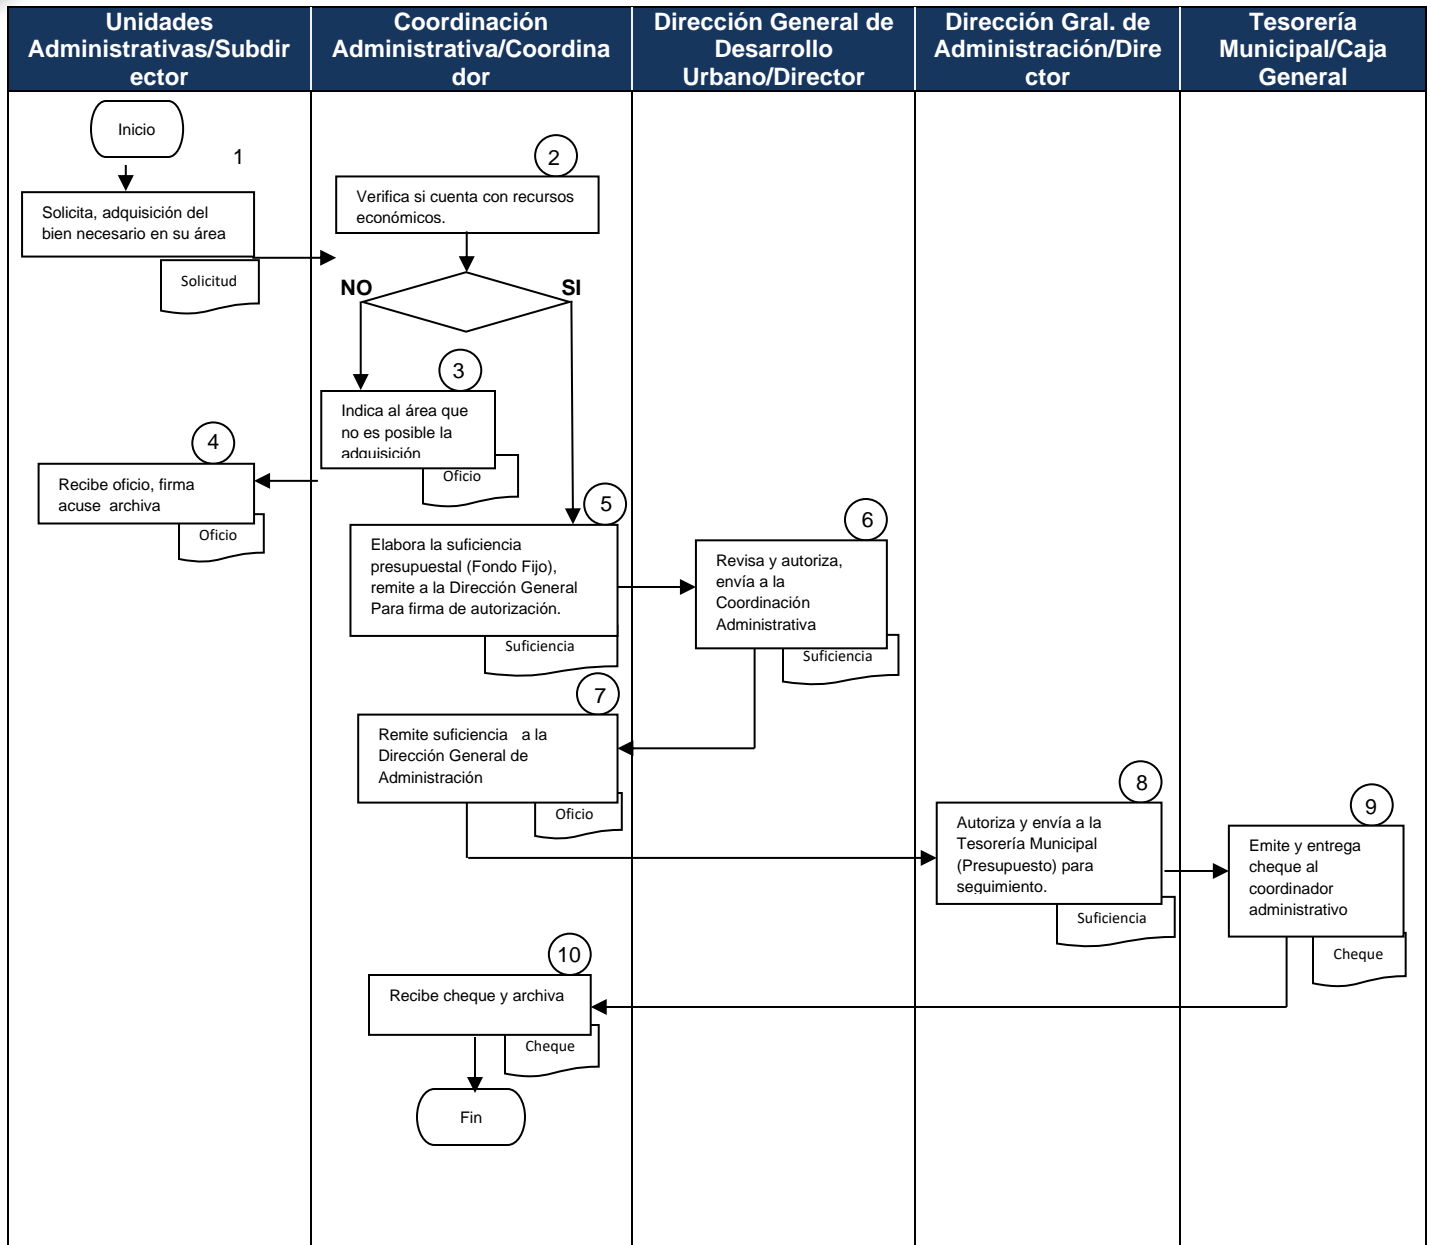 Unidades
Administrativas/Subdir
ector
Coordinación
Administrativa/Coordina
dor
Dirección General de
Desarrollo
Urbano/Director
Dirección Gral. de
Administración/Dire
ctor
Tesorería
Municipal/Caja
General
Inicio
1
Solicita, adquisición del
bien necesario en su área
Solicitud
2
Verifica si cuenta con recursos
económicos.
NO
SI
3
Indica al área que
no es posible la
adquisición
Oficio
4
Recibe oficio, firma
acuse archiva
Oficio
5
Elabora la suficiencia
presupuestal (Fondo Fijo),
remite a la Dirección General
Para firma de autorización.
Suficiencia
6
Revisa y autoriza,
envía a la
Coordinación
Administrativa
Suficiencia
7
Remite suficiencia a la
Dirección General de
Administración
Oficio
8
Autoriza y envía a la
Tesorería Municipal
(Presupuesto) para
seguimiento.
Suficiencia
9
Emite y entrega
cheque al
coordinador
administrativo
Cheque
10
Recibe cheque y archiva
Cheque
Fin